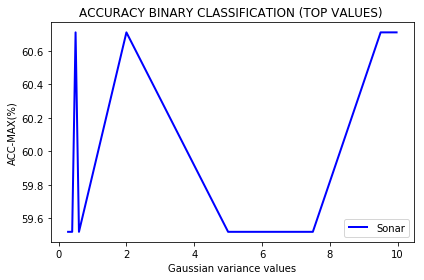 ACCURACY BINARY CLASSIFICATION (TOP VALUES)
ACC-MAX(%)
60.6
60.4
60.2
60.0
59.8
59.6
Sonar
0 2 4 6 8 10
Gaussian variance values